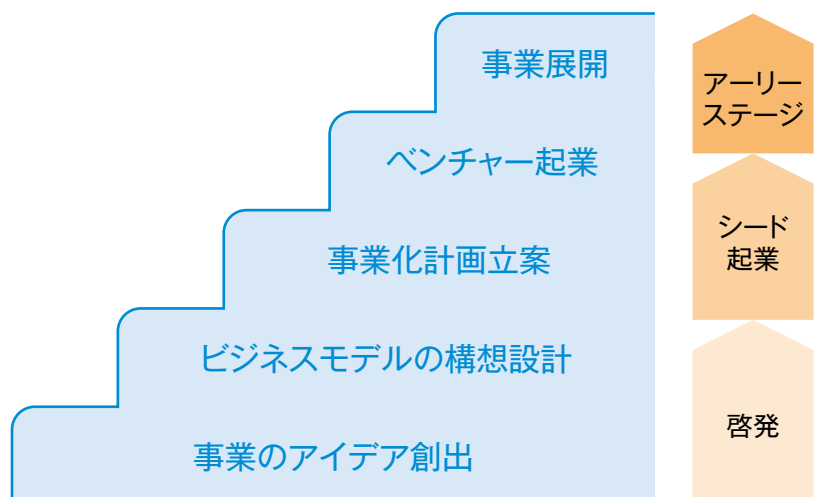 事業展開
ベンチャー起業
事業化計画立案
ビジネスモデルの構想設計
事業のアイデア創出
アーリー
ステージ
シード
起業
啓発